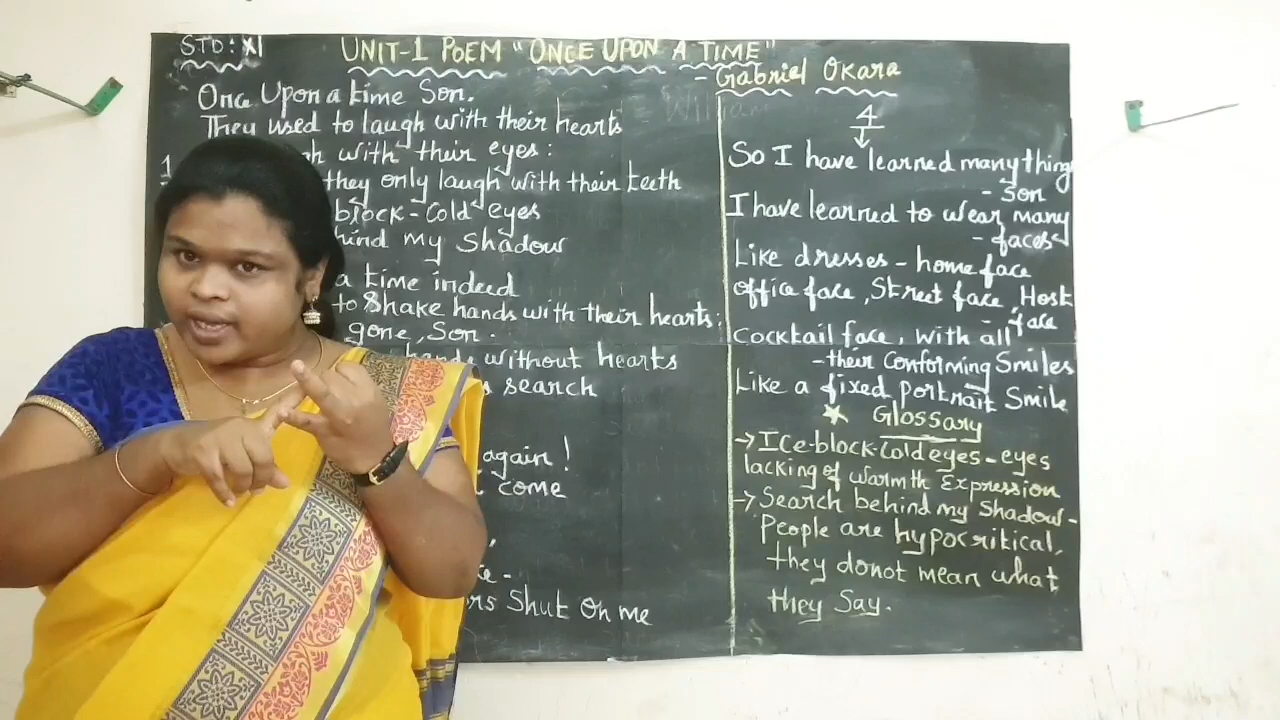 STD: XI
UNIT-1 POEM "ONCE UPON A TIME"
- Gabriel Okara
Once Upon a time Son.
They used to laugh with their hearts
1
with their eyes:
they only laugh with their teeth
block-Cold eyes
my Shadow
a time indeed
to Shake hands with their hearts:
gone, Son.
hands without hearts
search
again!
come
Shut On me
4
So I have learned many things
- Son
I have learned to wear many
- faces
Like dresses - home face
office face, Street face, Host
- face
Cocktail face, with all
- their Conforming Smiles
Like a fixed Portrait Smile
Glossary
→ Ice-block-Cold eyes - eyes
lacking of warmth Expression
→ Search behind my Shadow -
People are hypocritical,
they donot mean what
they Say.